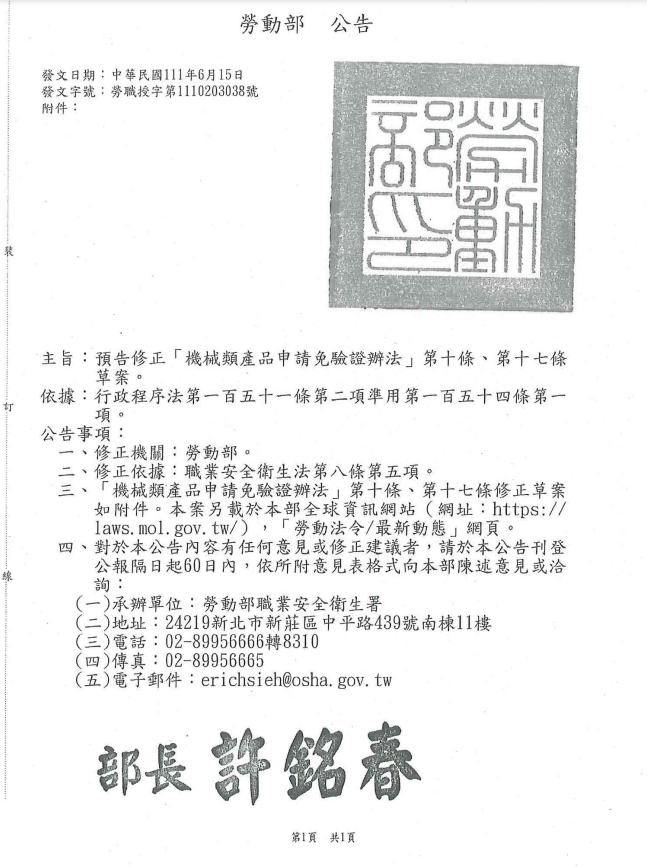 勞動部　公告
發文日期：中華民國111年6月15日
發文字號：勞職授字第1110203038號
附件：
勞動
部印
裝
主旨：預告修正「機械類產品申請免驗證辦法」第十條、第十七條
草案。
依據：行政程序法第一百五十一條第二項準用第一百五十四條第一
項。
訂
公告事項：
一、修正機關：勞動部。
二、修正依據：職業安全衛生法第八條第五項。
三、「機械類產品申請免驗證辦法」第十條、第十七條修正草案
如附件。本案另載於本部全球資訊網站（網址：https://
laws.mol.gov.tw/），「勞動法令/最新動態」網頁。
四、對於本公告內容有任何意見或修正建議者，請於本公告刊登
公報隔日起60日內，依所附意見表格式向本部陳述意見或洽
詢：
線
(一)承辦單位：勞動部職業安全衛生署
(二)地址：24219新北市新莊區中平路439號南棟11樓
(三)電話：02-89956666轉8310
(四)傳真：02-89956665
(五)電子郵件：erichsieh@osha.gov.tw
部長 許銘春
第1頁　共1頁